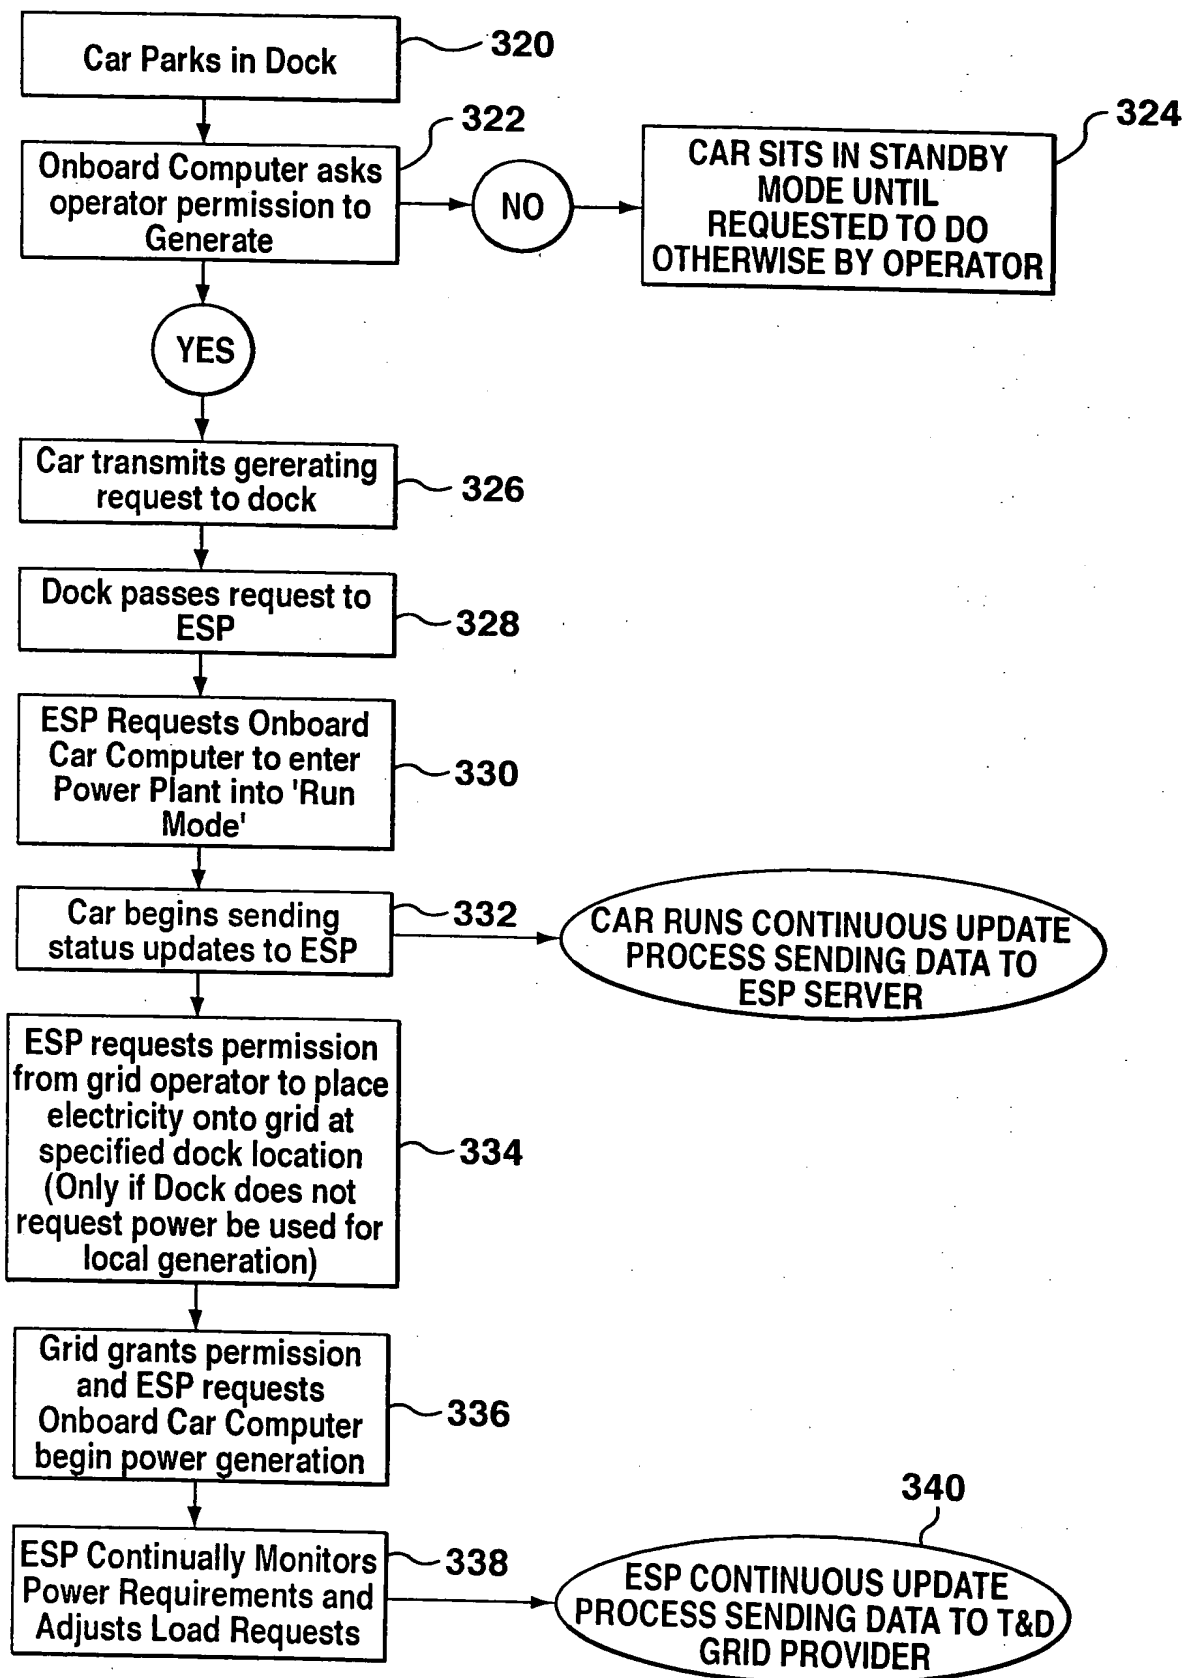 Car Parks in Dock
320
Onboard Computer asks
operator permission to
Generate
322
NO
CAR SITS IN STANDBY
MODE UNTIL
REQUESTED TO DO
OTHERWISE BY OPERATOR
324
YES
Car transmits gererating
request to dock
326
Dock passes request to
ESP
328
ESP Requests Onboard
Car Computer to enter
Power Plant into 'Run
Mode'
330
Car begins sending
status updates to ESP
332
CAR RUNS CONTINUOUS UPDATE
PROCESS SENDING DATA TO
ESP SERVER
ESP requests permission
from grid operator to place
electricity onto grid at
specified dock location
(Only if Dock does not
request power be used for
local generation)
334
Grid grants permission
and ESP requests
Onboard Car Computer
begin power generation
336
ESP Continually Monitors
Power Requirements and
Adjusts Load Requests
338
340
ESP CONTINUOUS UPDATE
PROCESS SENDING DATA TO T&D
GRID PROVIDER